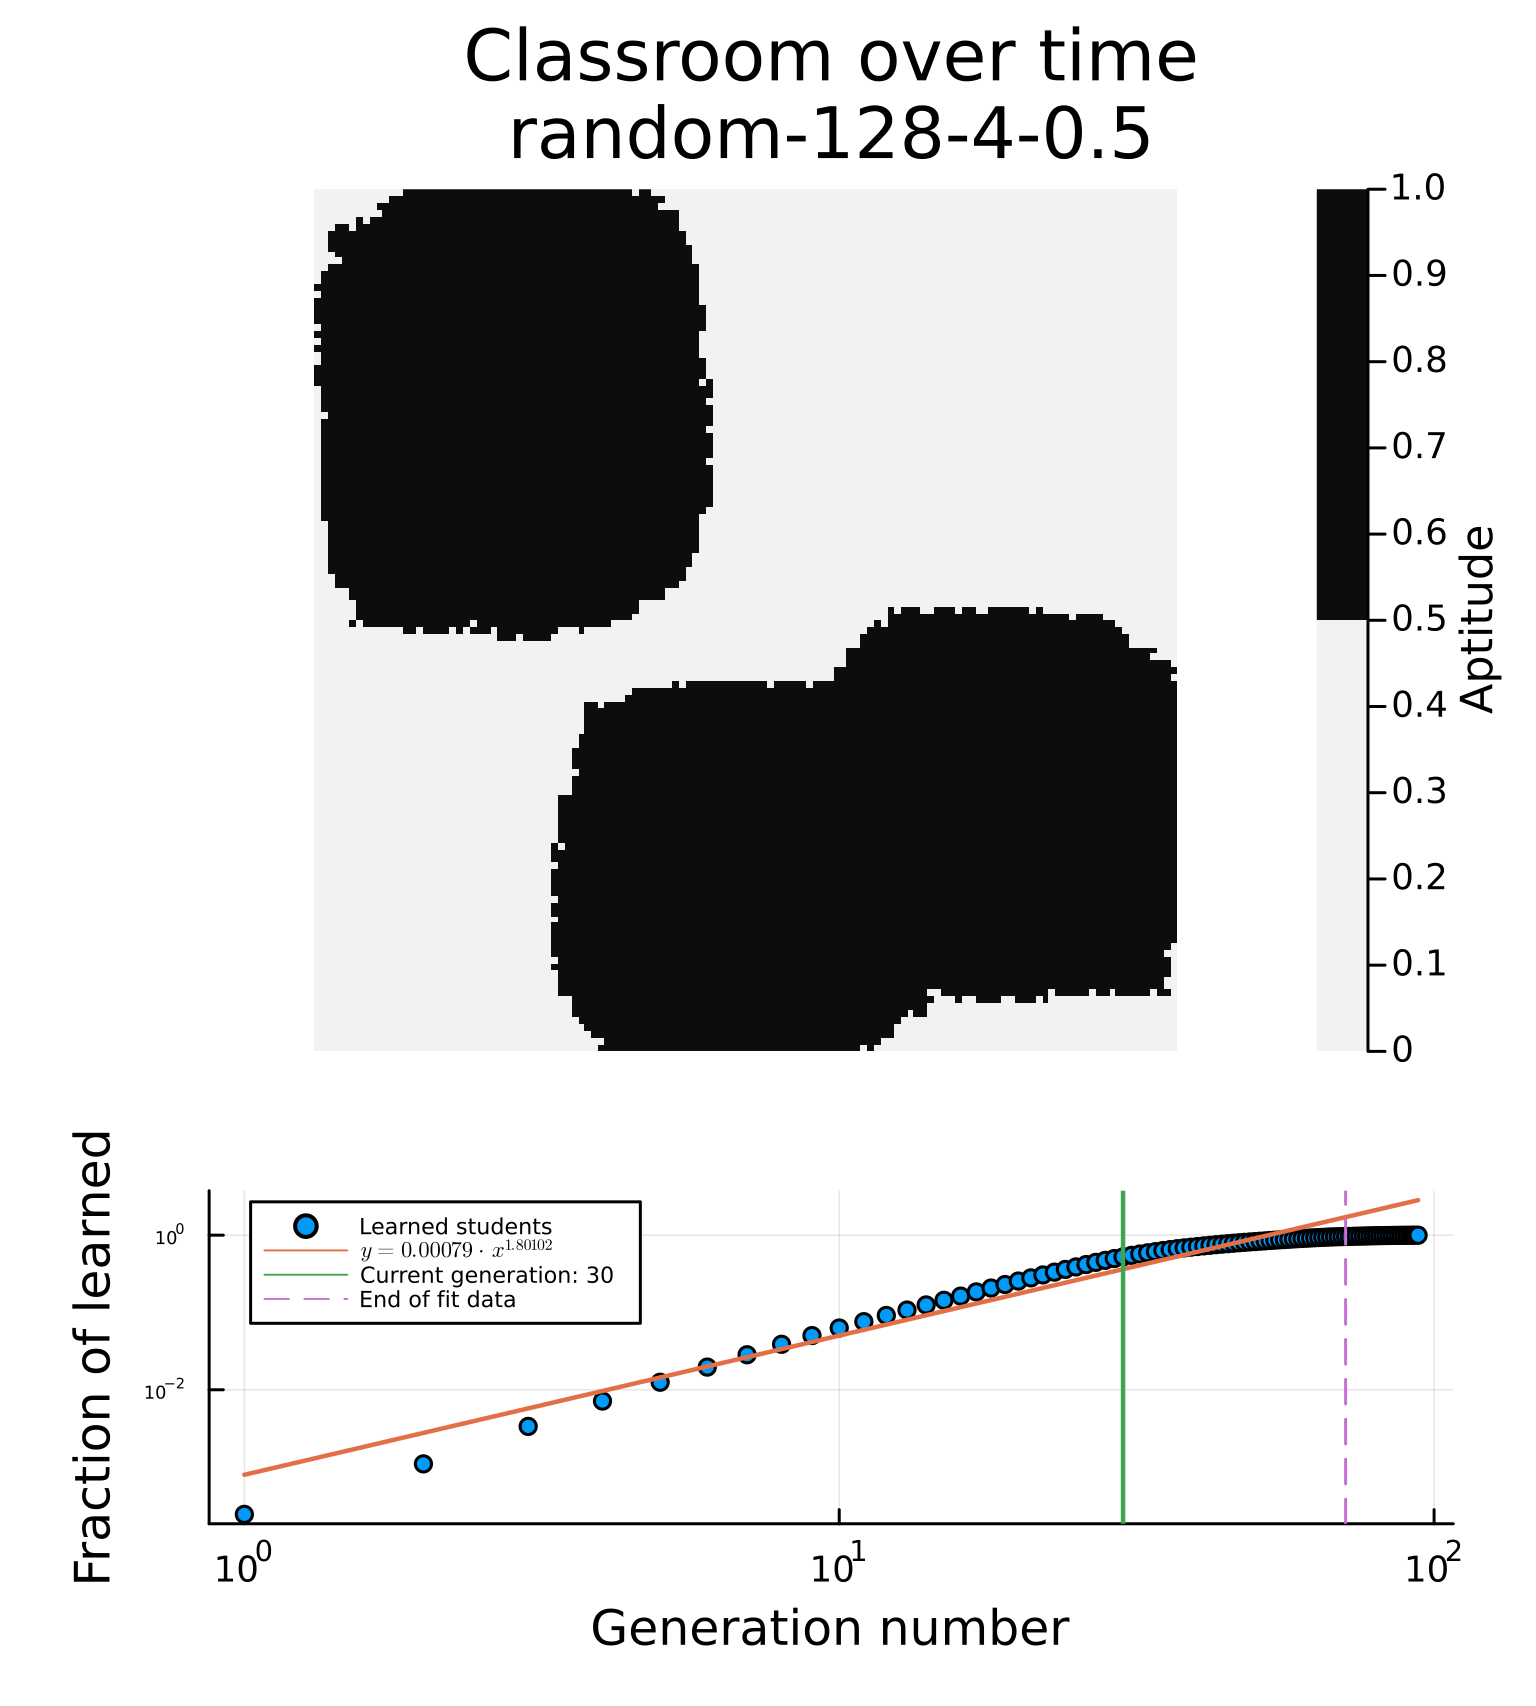 Classroom over time
random-128-4-0.5
1.0
0.9
0.8
0.7
0.6
0.5
0.4
0.3
0.2
0.1
0
Aptitude
Fraction of learned
10^0
10^-2
Learned students
y = 0.00079 · x^1.80102
Current generation: 30
End of fit data
10^0
10^1
10^2
Generation number